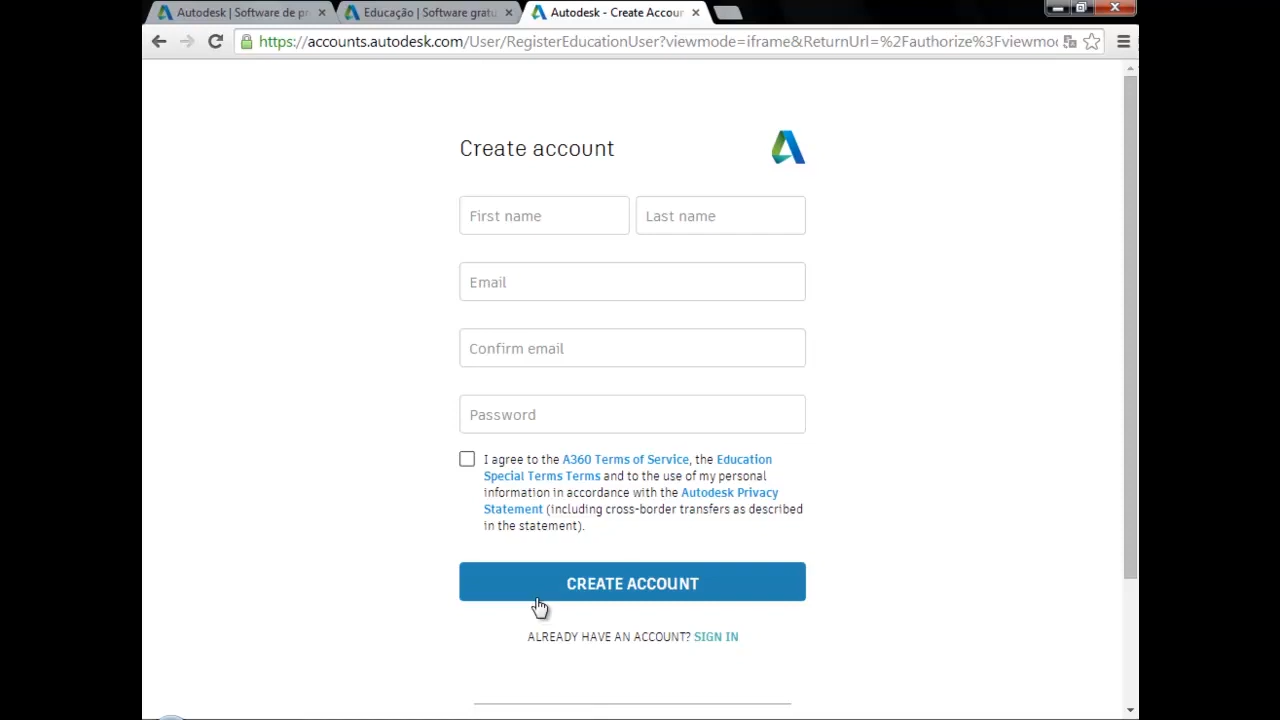 Autodesk | Software de pr
Educação | Software gratu
Autodesk - Create Accour
https://accounts.autodesk.com/User/RegisterEducationUser?viewmode=iframe&ReturnUrl=%2Fauthorize%3Fviewmo
Create account
First name
Last name
Email
Confirm email
Password
I agree to the A360 Terms of Service, the Education
Special Terms Terms and to the use of my personal
information in accordance with the Autodesk Privacy
Statement (including cross-border transfers as described
in the statement).
CREATE ACCOUNT
ALREADY HAVE AN ACCOUNT? SIGN IN